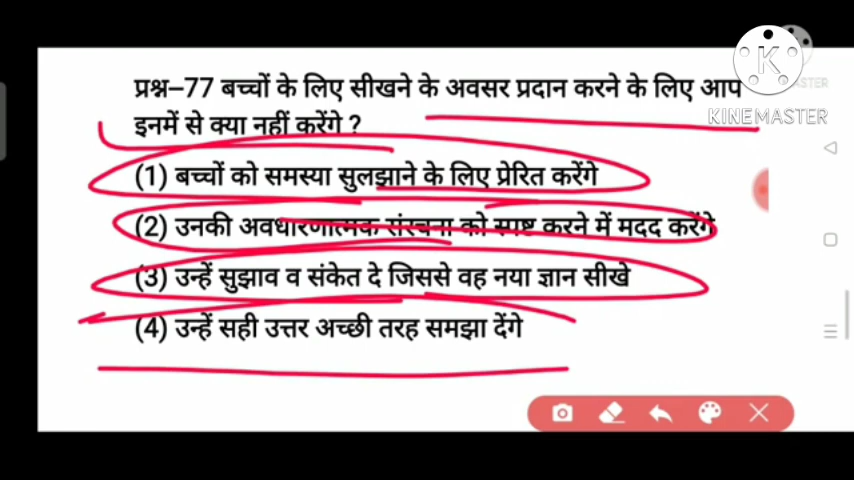 प्रश्न–77 बच्चों के लिए सीखने के अवसर प्रदान करने के लिए आप
इनमें से क्या नहीं करेंगे ?
(1) बच्चों को समस्या सुलझाने के लिए प्रेरित करेंगे
(2) उनकी अवधारणात्मक संरचना को स्पष्ट करने में मदद करेंगे
(3) उन्हें सुझाव व संकेत दे जिससे वह नया ज्ञान सीखे
(4) उन्हें सही उत्तर अच्छी तरह समझा देंगे
K
KINEMASTER